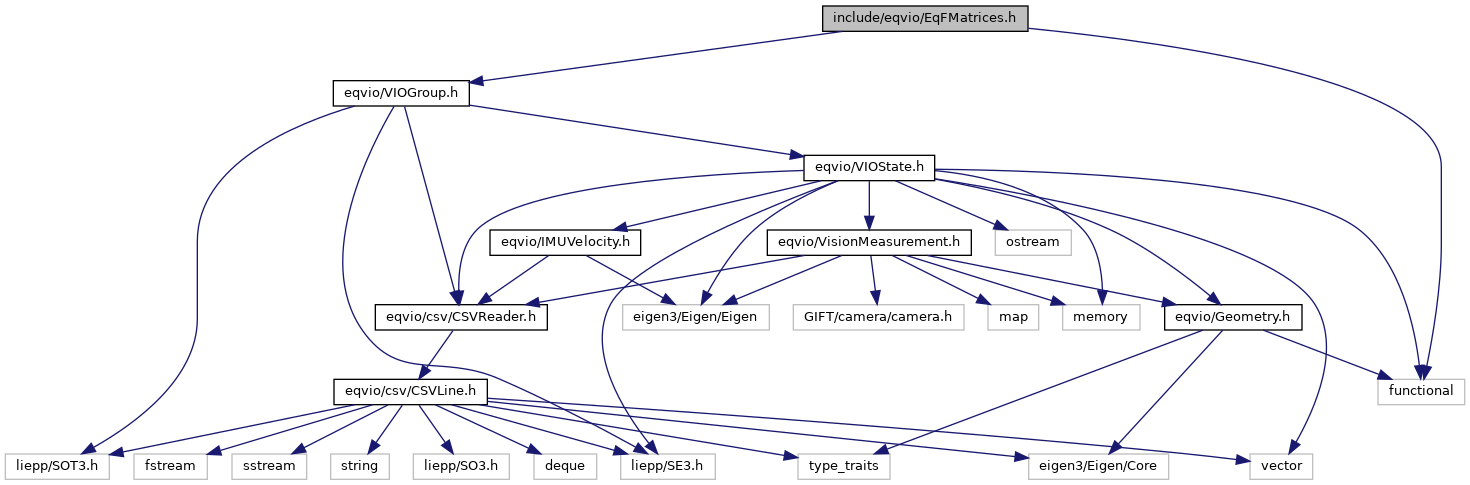 include/eqvio/EqFMatrices.h
eqvio/VIOGroup.h
eqvio/VIOState.h
eqvio/IMUVelocity.h
eqvio/VisionMeasurement.h
ostream
eqvio/csv/CSVReader.h
eigen3/Eigen/Eigen
GIFT/camera/camera.h
map
memory
eqvio/Geometry.h
eqvio/csv/CSVLine.h
functional
liepp/SOT3.h
fstream
sstream
string
liepp/SO3.h
deque
liepp/SE3.h
type_traits
eigen3/Eigen/Core
vector